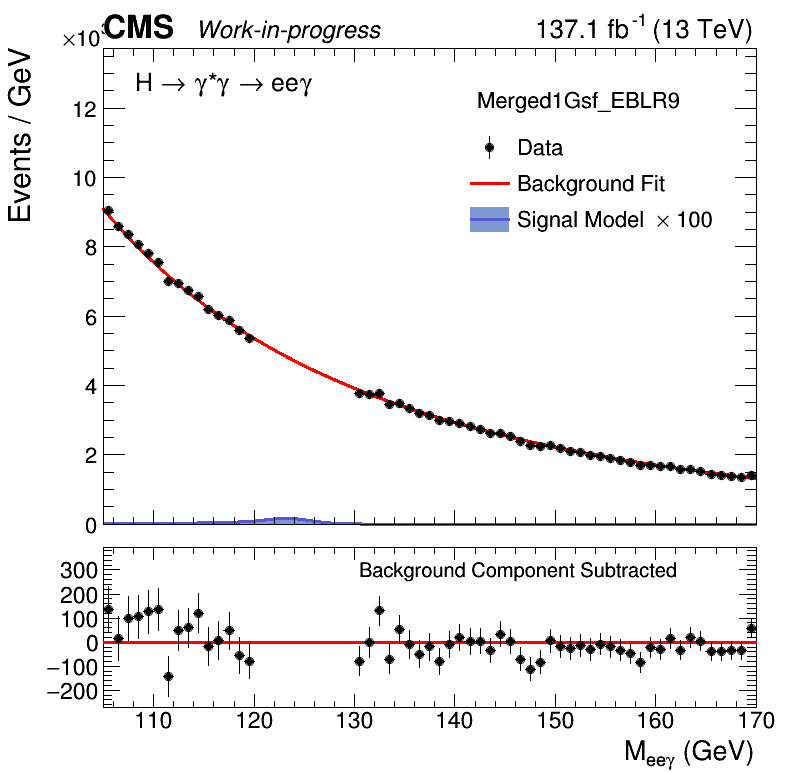 ×10³ CMS Work-in-progress 137.1 fb⁻¹ (13 TeV)
H → γ*γ → eeγ
Merged1Gsf_EBLR9
Data
Background Fit
Signal Model × 100
Events / GeV
12
10
8
6
4
2
0
Background Component Subtracted
300
200
100
0
−100
−200
110 120 130 140 150 160 170
M_eeγ (GeV)